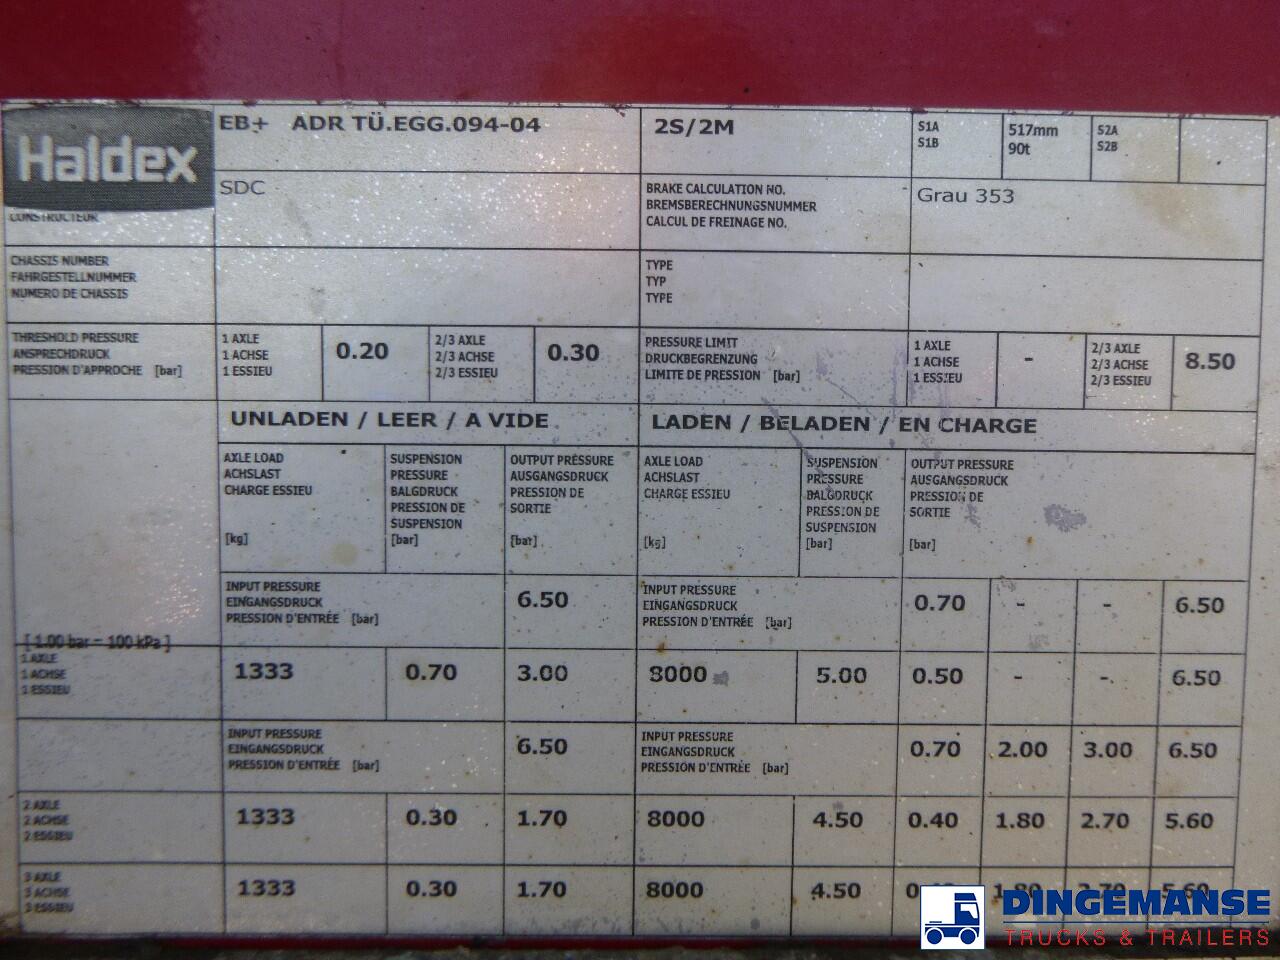 Haldex
EB+ ADR TÜ.EGG.094-04
2S/2M
S1A
S1B
517mm
90t
S2A
S2B
CONSTRUCTEUR
SDC
BRAKE CALCULATION NO.
BREMSBERECHNUNGSNUMMER
CALCUL DE FREINAGE NO.
Grau 353
CHASSIS NUMBER
FAHRGESTELLNUMMER
NUMERO DE CHASSIS
TYPE
TYP
TYPE
THRESHOLD PRESSURE
ANSPRECHDRUCK
PRESSION D'APPROCHE [bar]
1 AXLE
1 ACHSE
1 ESSIEU
0.20
2/3 AXLE
2/3 ACHSE
2/3 ESSIEU
0.30
PRESSURE LIMIT
DRUCKBEGRENZUNG
LIMITE DE PRESSION [bar]
1 AXLE
1 ACHSE
1 ESSIEU
-
2/3 AXLE
2/3 ACHSE
2/3 ESSIEU
8.50
UNLADEN / LEER / A VIDE
LADEN / BELADEN / EN CHARGE
AXLE LOAD
ACHSLAST
CHARGE ESSIEU
[kg]
SUSPENSION
PRESSURE
BALGDRUCK
PRESSION DE
SUSPENSION
[bar]
OUTPUT PRESSURE
AUSGANGSDRUCK
PRESSION DE
SORTIE
[bar]
AXLE LOAD
ACHSLAST
CHARGE ESSIEU
[kg]
SUSPENSION
PRESSURE
BALGDRUCK
PRESSION DE
SUSPENSION
[bar]
OUTPUT PRESSURE
AUSGANGSDRUCK
PRESSION DE
SORTIE
[bar]
[ 1.00 bar = 100 kPa ]
INPUT PRESSURE
EINGANGSDRUCK
PRESSION D'ENTRÉE [bar]
6.50
INPUT PRESSURE
EINGANGSDRUCK
PRESSION D'ENTRÉE [bar]
0.70 - - 6.50
1 AXLE
1 ACHSE
1 ESSIEU
1333 0.70 3.00 8000 5.00 0.50 - - 6.50
INPUT PRESSURE
EINGANGSDRUCK
PRESSION D'ENTRÉE [bar]
6.50
INPUT PRESSURE
EINGANGSDRUCK
PRESSION D'ENTRÉE [bar]
0.70 2.00 3.00 6.50
2 AXLE
2 ACHSE
2 ESSIEU
1333 0.30 1.70 8000 4.50 0.40 1.80 2.70 5.60
3 AXLE
3 ACHSE
3 ESSIEU
1333 0.30 1.70 8000 4.50 1.80 2.70 5.60
DINGEMANSE
TRUCKS & TRAILERS